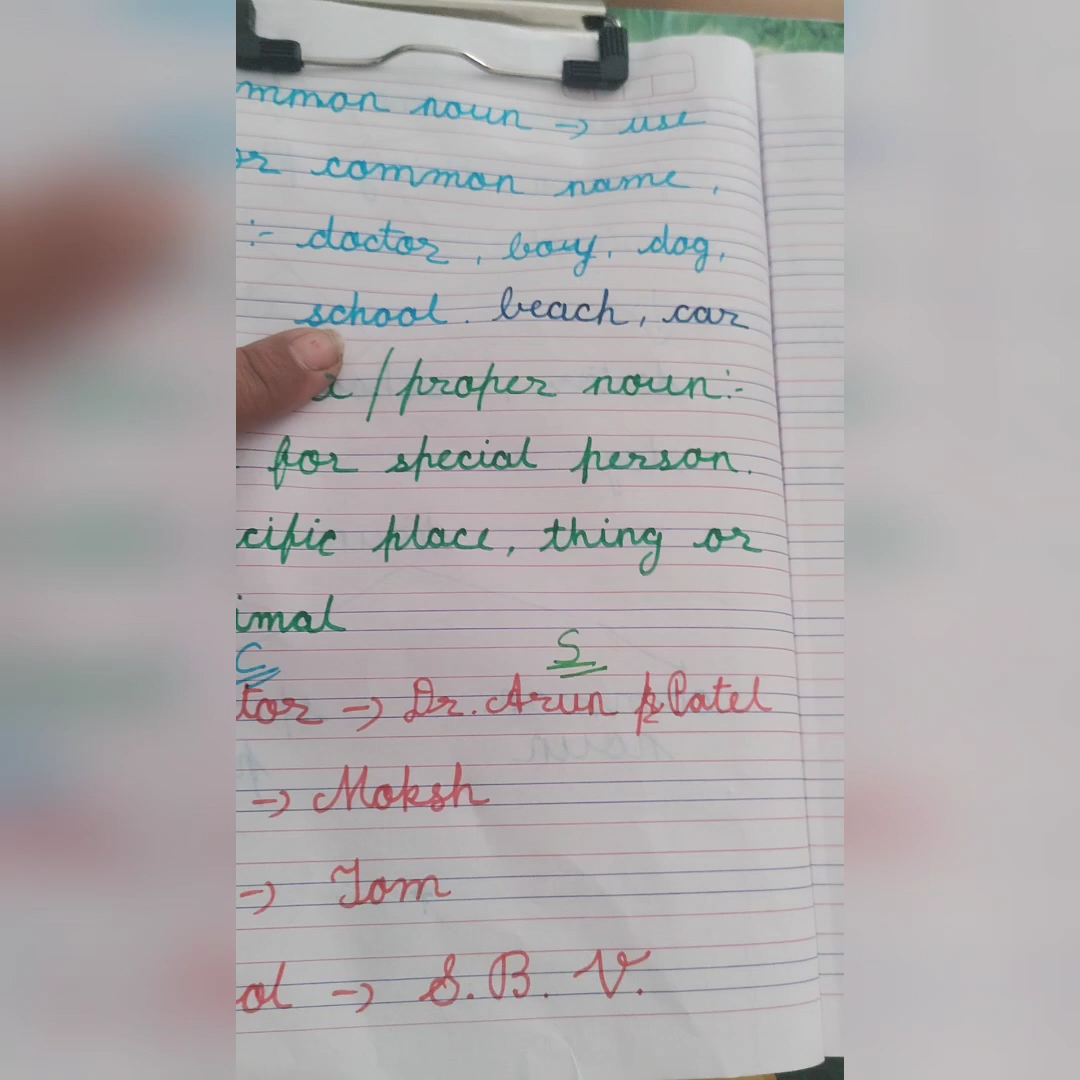 mmon noun → use
or common name,
:- doctor, boy, dog,
school. beach, car
/proper noun:-
for special person.
cific place, thing or
imal
C S
tor → Dr. Arun Patel
→ Moksh
→ Tom
ol → S.B.V.